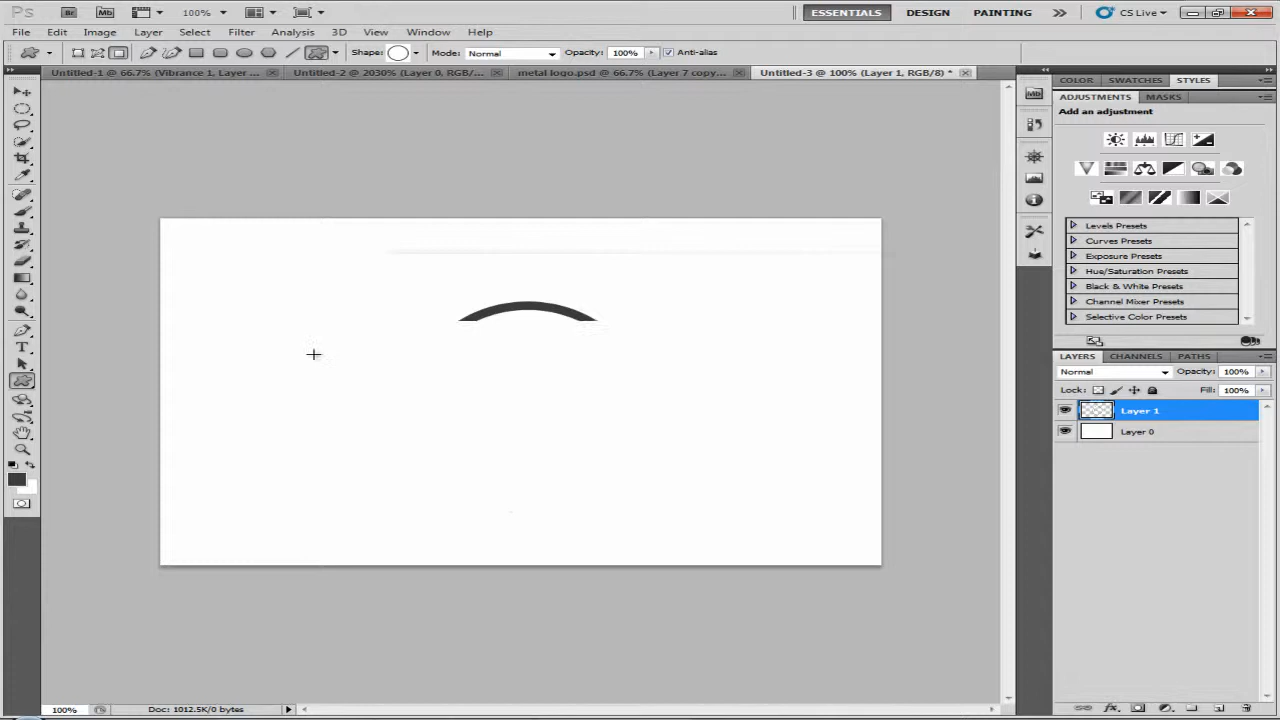 Ps Br Mb 100% ESSENTIALS DESIGN PAINTING >> CS Live
File Edit Image Layer Select Filter Analysis 3D View Window Help
Shape: Mode: Normal Opacity: 100% Anti-alias
Untitled-1 @ 66.7% (Vibrance 1, Layer ... Untitled-2 @ 2030% (Layer 0, RGB/... metal logo.psd @ 66.7% (Layer 7 copy... Untitled-3 @ 100% (Layer 1, RGB/8) *
COLOR SWATCHES STYLES
Mb
ADJUSTMENTS MASKS
Add an adjustment
Levels Presets
Curves Presets
Exposure Presets
Hue/Saturation Presets
Black & White Presets
Channel Mixer Presets
Selective Color Presets
T
LAYERS CHANNELS PATHS
Normal Opacity: 100%
Lock: Fill: 100%
Layer 1
Layer 0
fx
100% Doc: 1012.5K/0 bytes